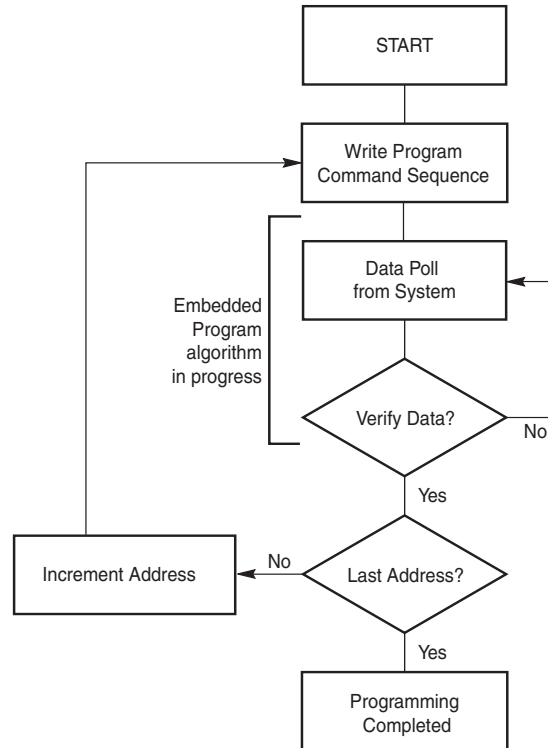 START
Write Program
Command Sequence
Data Poll
from System
Embedded
Program
algorithm
in progress
Verify Data?
No
Yes
Increment Address
No
Last Address?
Yes
Programming
Completed